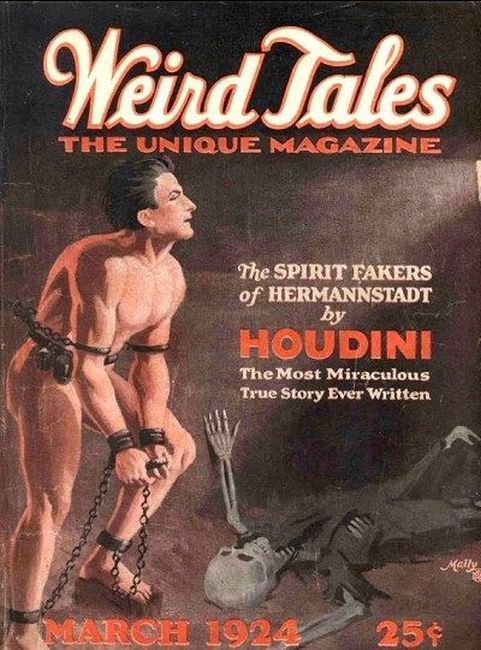 Weird Tales
THE UNIQUE MAGAZINE
The SPIRIT FAKERS
of HERMANNSTADT
by
HOUDINI
The Most Miraculous
True Story Ever Written
Mally
MARCH 1924 25¢